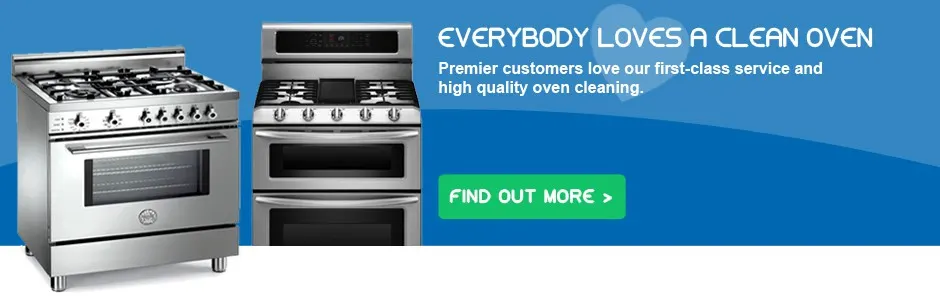 EVERYBODY LOVES A CLEAN OVEN
Premier customers love our first-class service and
high quality oven cleaning.
FIND OUT MORE >